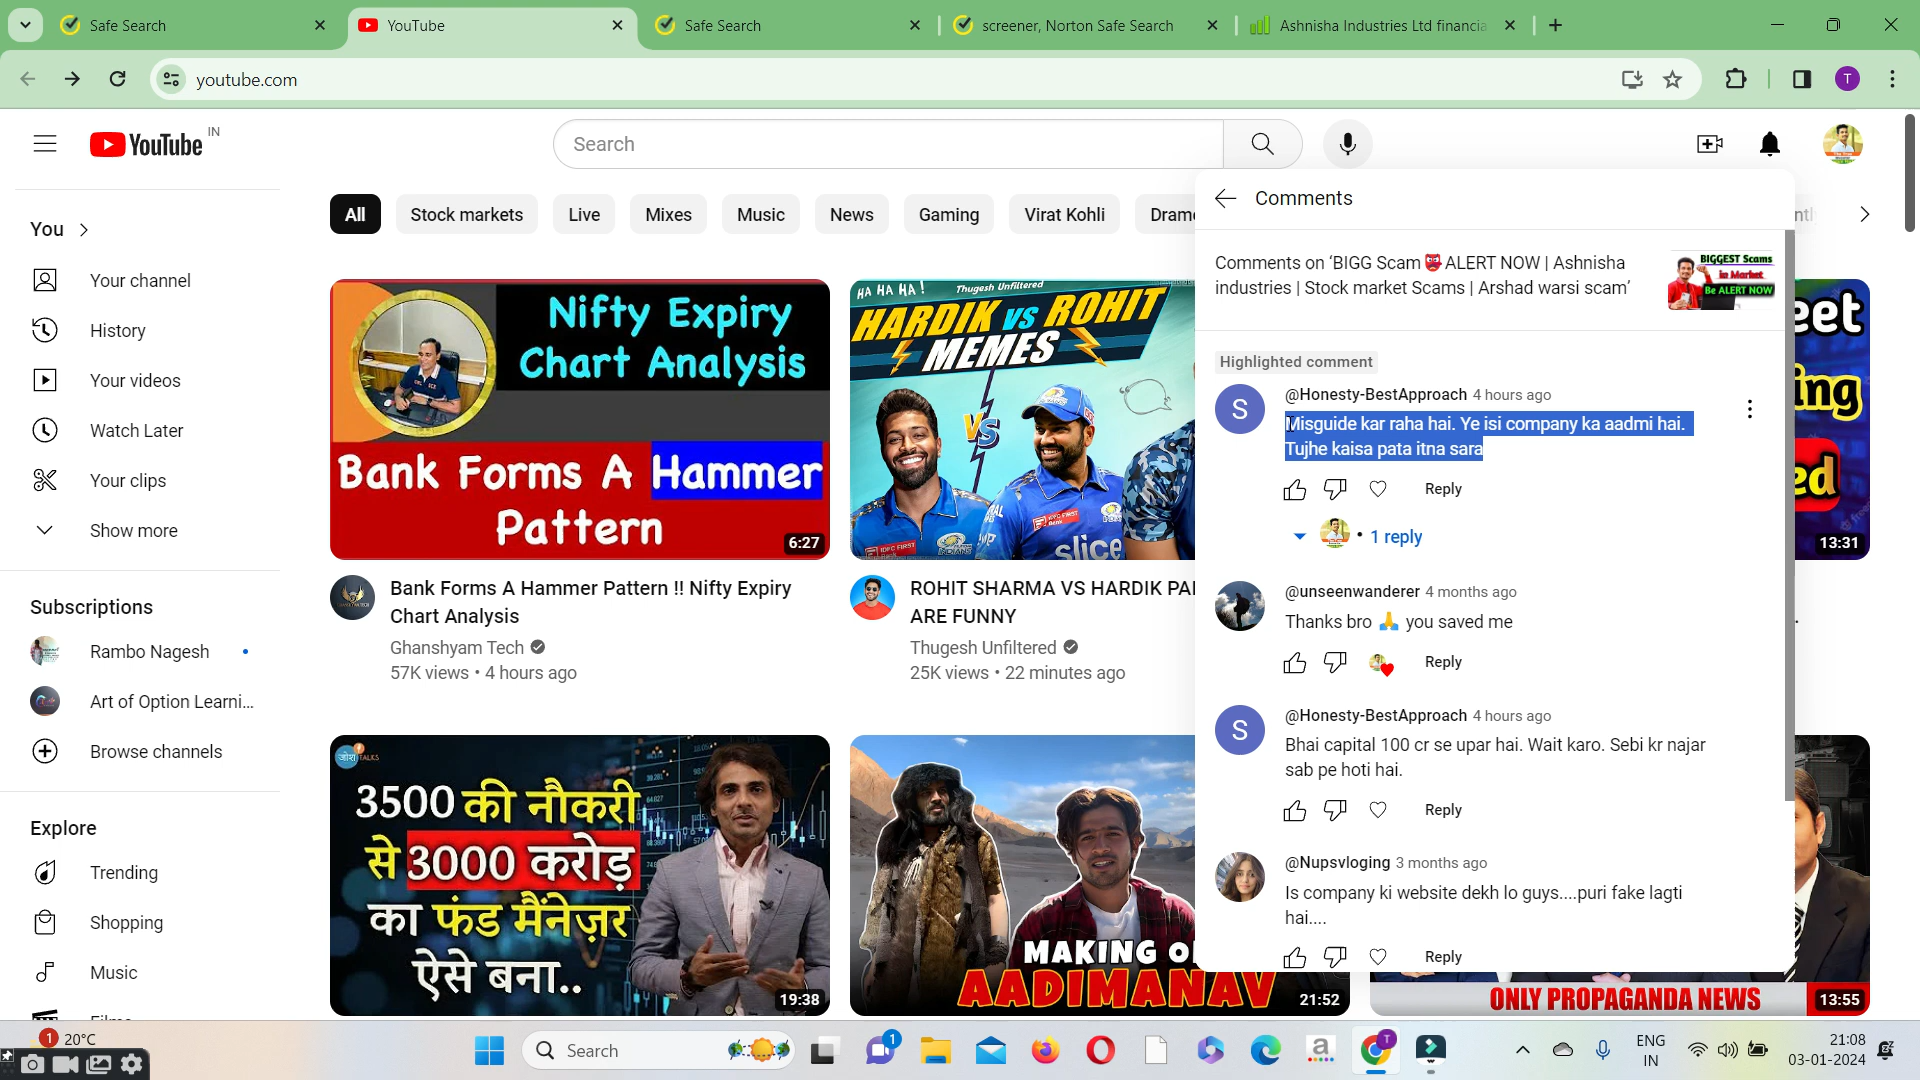 Safe Search
YouTube
Safe Search
screener, Norton Safe Search
Ashnisha Industries Ltd financia
youtube.com
T
YouTube IN
Search
All
Stock markets
Live
Mixes
Music
News
Gaming
Virat Kohli
Comments
Comments on ‘BIGG Scam 👺ALERT NOW | Ashnisha
industries | Stock market Scams | Arshad warsi scam’
BIGGEST Scams
in Market
Be ALERT NOW
Highlighted comment
S
@Honesty-BestApproach 4 hours ago
Misguide kar raha hai. Ye isi company ka aadmi hai.
Tujhe kaisa pata itna sara
Reply
• 1 reply
@unseenwanderer 4 months ago
Thanks bro 🙏 you saved me
Reply
S
@Honesty-BestApproach 4 hours ago
Bhai capital 100 cr se upar hai. Wait karo. Sebi kr najar
sab pe hoti hai.
Reply
@Nupsvloging 3 months ago
Is company ki website dekh lo guys....puri fake lagti
hai....
Reply
You
Your channel
History
Your videos
Watch Later
Your clips
Show more
Subscriptions
Rambo Nagesh
Art of Option Learni...
Browse channels
Explore
Trending
Shopping
Music
Nifty Expiry
Chart Analysis
Bank Forms A Hammer
Pattern
6:27
Bank Forms A Hammer Pattern !! Nifty Expiry
Chart Analysis
Ghanshyam Tech
57K views • 4 hours ago
HA HA HA !
Thugesh Unfiltered
HARDIK VS ROHIT
MEMES
VS
slice
ROHIT SHARMA VS HARDIK
ARE FUNNY
Thugesh Unfiltered
25K views • 22 minutes ago
13:31
जोश TALKS
3500 की नौकरी
से 3000 करोड़
का फंड मैंनेज़र
ऐसे बना..
19:38
MAKING
AADIMANAV
21:52
ONLY PROPAGANDA NEWS
13:55
1
20°C
Search
1
a
T
ENG
IN
21:08
03-01-2024